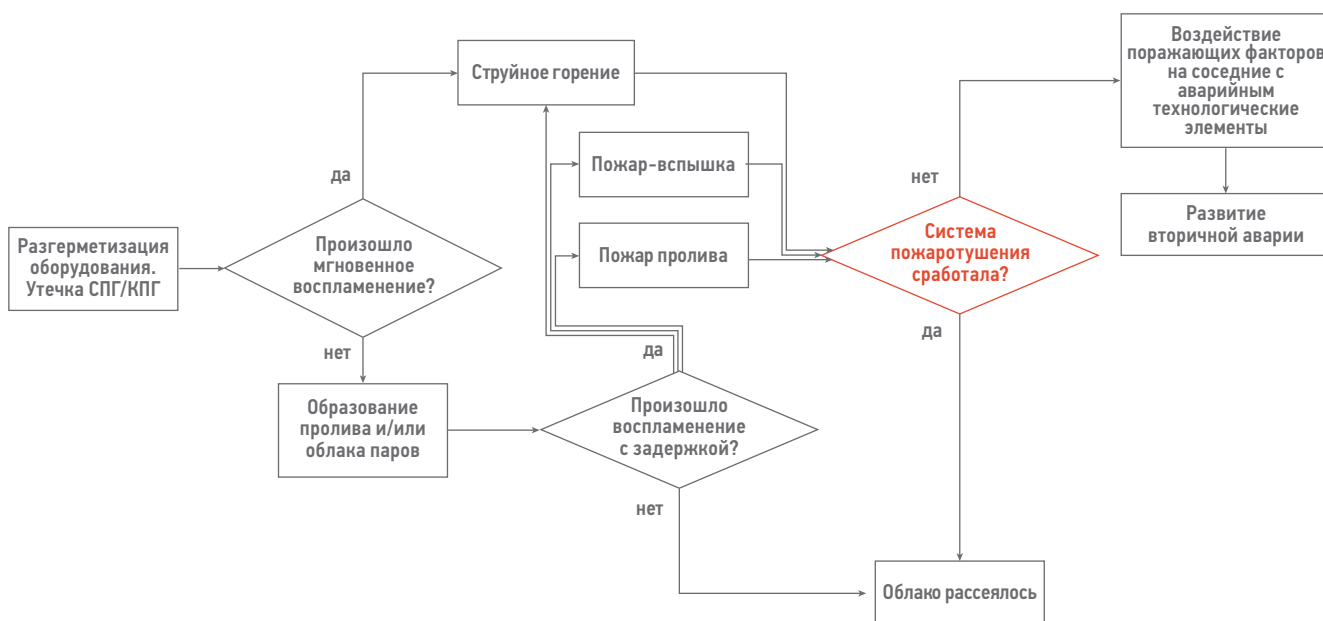 Разгерметизация
оборудования.
Утечка СПГ/КПГ
Произошло
мгновенное
воспламенение?
да
нет
Струйное горение
Образование
пролива и/или
облака паров
Произошло
воспламенение
с задержкой?
да
нет
Пожар-вспышка
Пожар пролива
Система
пожаротушения
сработала?
нет
да
Воздействие
поражающих факторов
на соседние с
аварийным
технологические
элементы
Развитие
вторичной аварии
Облако рассеялось